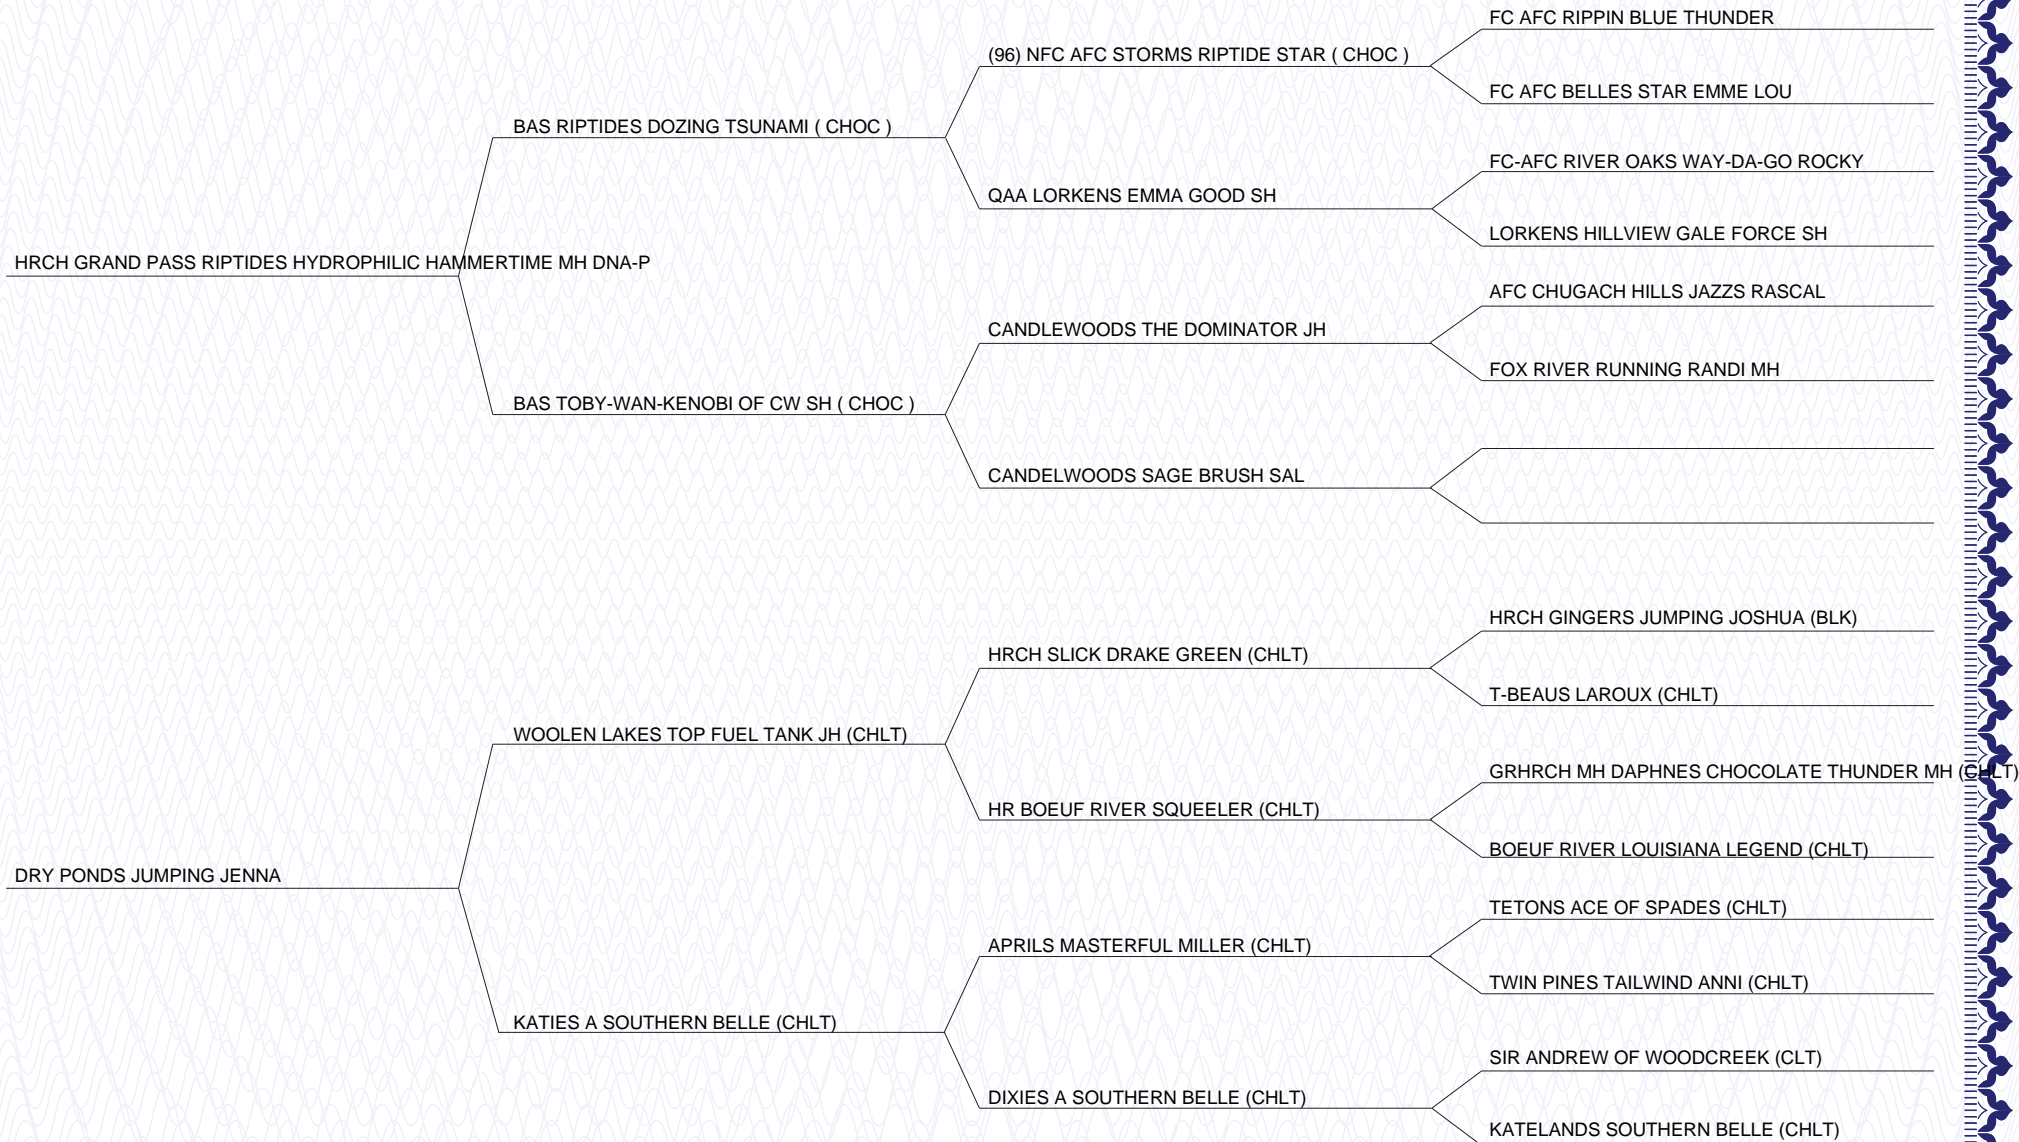 FC AFC RIPPIN BLUE THUNDER
(96) NFC AFC STORMS RIPTIDE STAR ( CHOC )
FC AFC BELLES STAR EMME LOU
BAS RIPTIDES DOZING TSUNAMI ( CHOC )
FC-AFC RIVER OAKS WAY-DA-GO ROCKY
QAA LORKENS EMMA GOOD SH
LORKENS HILLVIEW GALE FORCE SH
HRCH GRAND PASS RIPTIDES HYDROPHILIC HAMMERTIME MH DNA-P
AFC CHUGACH HILLS JAZZS RASCAL
CANDLEWOODS THE DOMINATOR JH
FOX RIVER RUNNING RANDI MH
BAS TOBY-WAN-KENOBI OF CW SH ( CHOC )
CANDELWOODS SAGE BRUSH SAL
HRCH GINGERS JUMPING JOSHUA (BLK)
HRCH SLICK DRAKE GREEN (CHLT)
T-BEAUS LAROUX (CHLT)
WOOLEN LAKES TOP FUEL TANK JH (CHLT)
GRHRCH MH DAPHNES CHOCOLATE THUNDER MH (CHLT)
HR BOEUF RIVER SQUEELER (CHLT)
BOEUF RIVER LOUISIANA LEGEND (CHLT)
DRY PONDS JUMPING JENNA
TETONS ACE OF SPADES (CHLT)
APRILS MASTERFUL MILLER (CHLT)
TWIN PINES TAILWIND ANNI (CHLT)
KATIES A SOUTHERN BELLE (CHLT)
SIR ANDREW OF WOODCREEK (CLT)
DIXIES A SOUTHERN BELLE (CHLT)
KATELANDS SOUTHERN BELLE (CHLT)